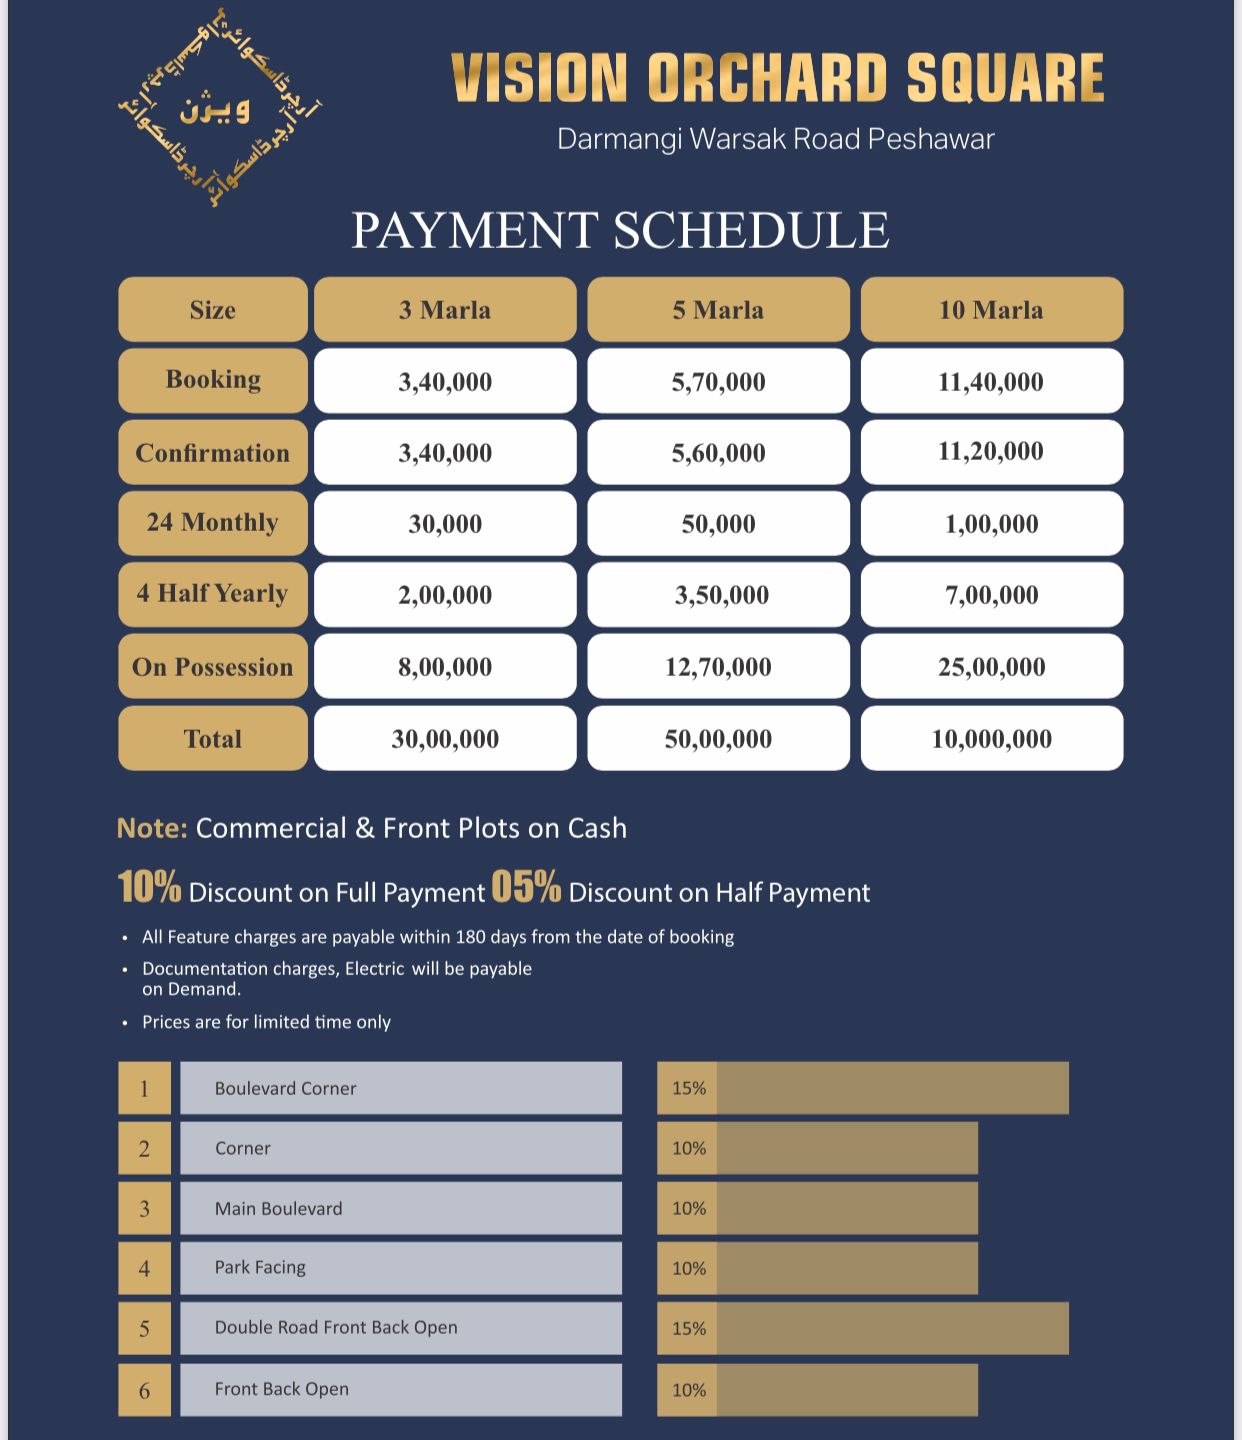 ویژن
آرچرڈ سکوائر
آرچرڈ سکوائر
آرچرڈ سکوائر
VISION ORCHARD SQUARE
Darmangi Warsak Road Peshawar
PAYMENT SCHEDULE
Size 3 Marla 5 Marla 10 Marla
Booking 3,40,000 5,70,000 11,40,000
Confirmation 3,40,000 5,60,000 11,20,000
24 Monthly 30,000 50,000 1,00,000
4 Half Yearly 2,00,000 3,50,000 7,00,000
On Possession 8,00,000 12,70,000 25,00,000
Total 30,00,000 50,00,000 10,000,000
Note: Commercial & Front Plots on Cash
10% Discount on Full Payment 05% Discount on Half Payment
• All Feature charges are payable within 180 days from the date of booking
• Documentation charges, Electric will be payable
on Demand.
• Prices are for limited time only
1 Boulevard Corner 15%
2 Corner 10%
3 Main Boulevard 10%
4 Park Facing 10%
5 Double Road Front Back Open 15%
6 Front Back Open 10%